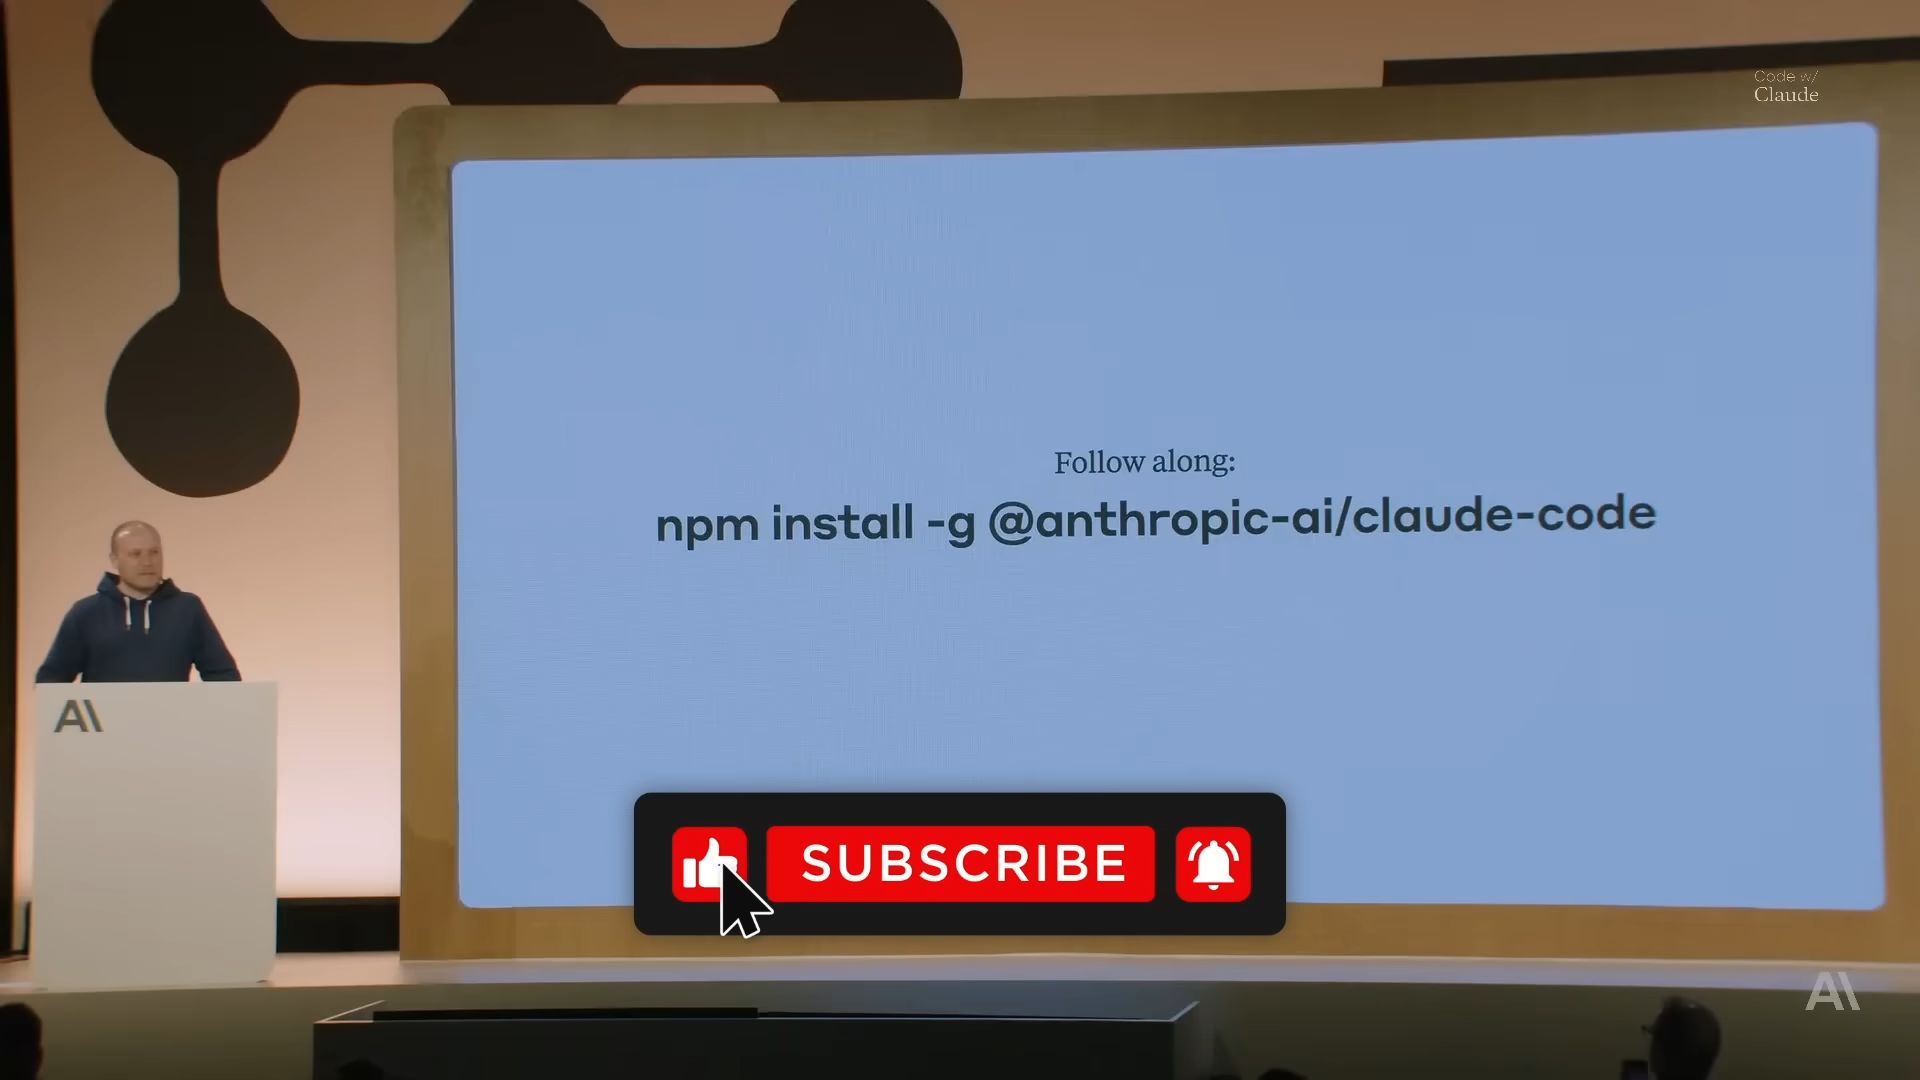 Code w/
Claude
Follow along:
npm install -g @anthropic-ai/claude-code
A\
SUBSCRIBE
A\